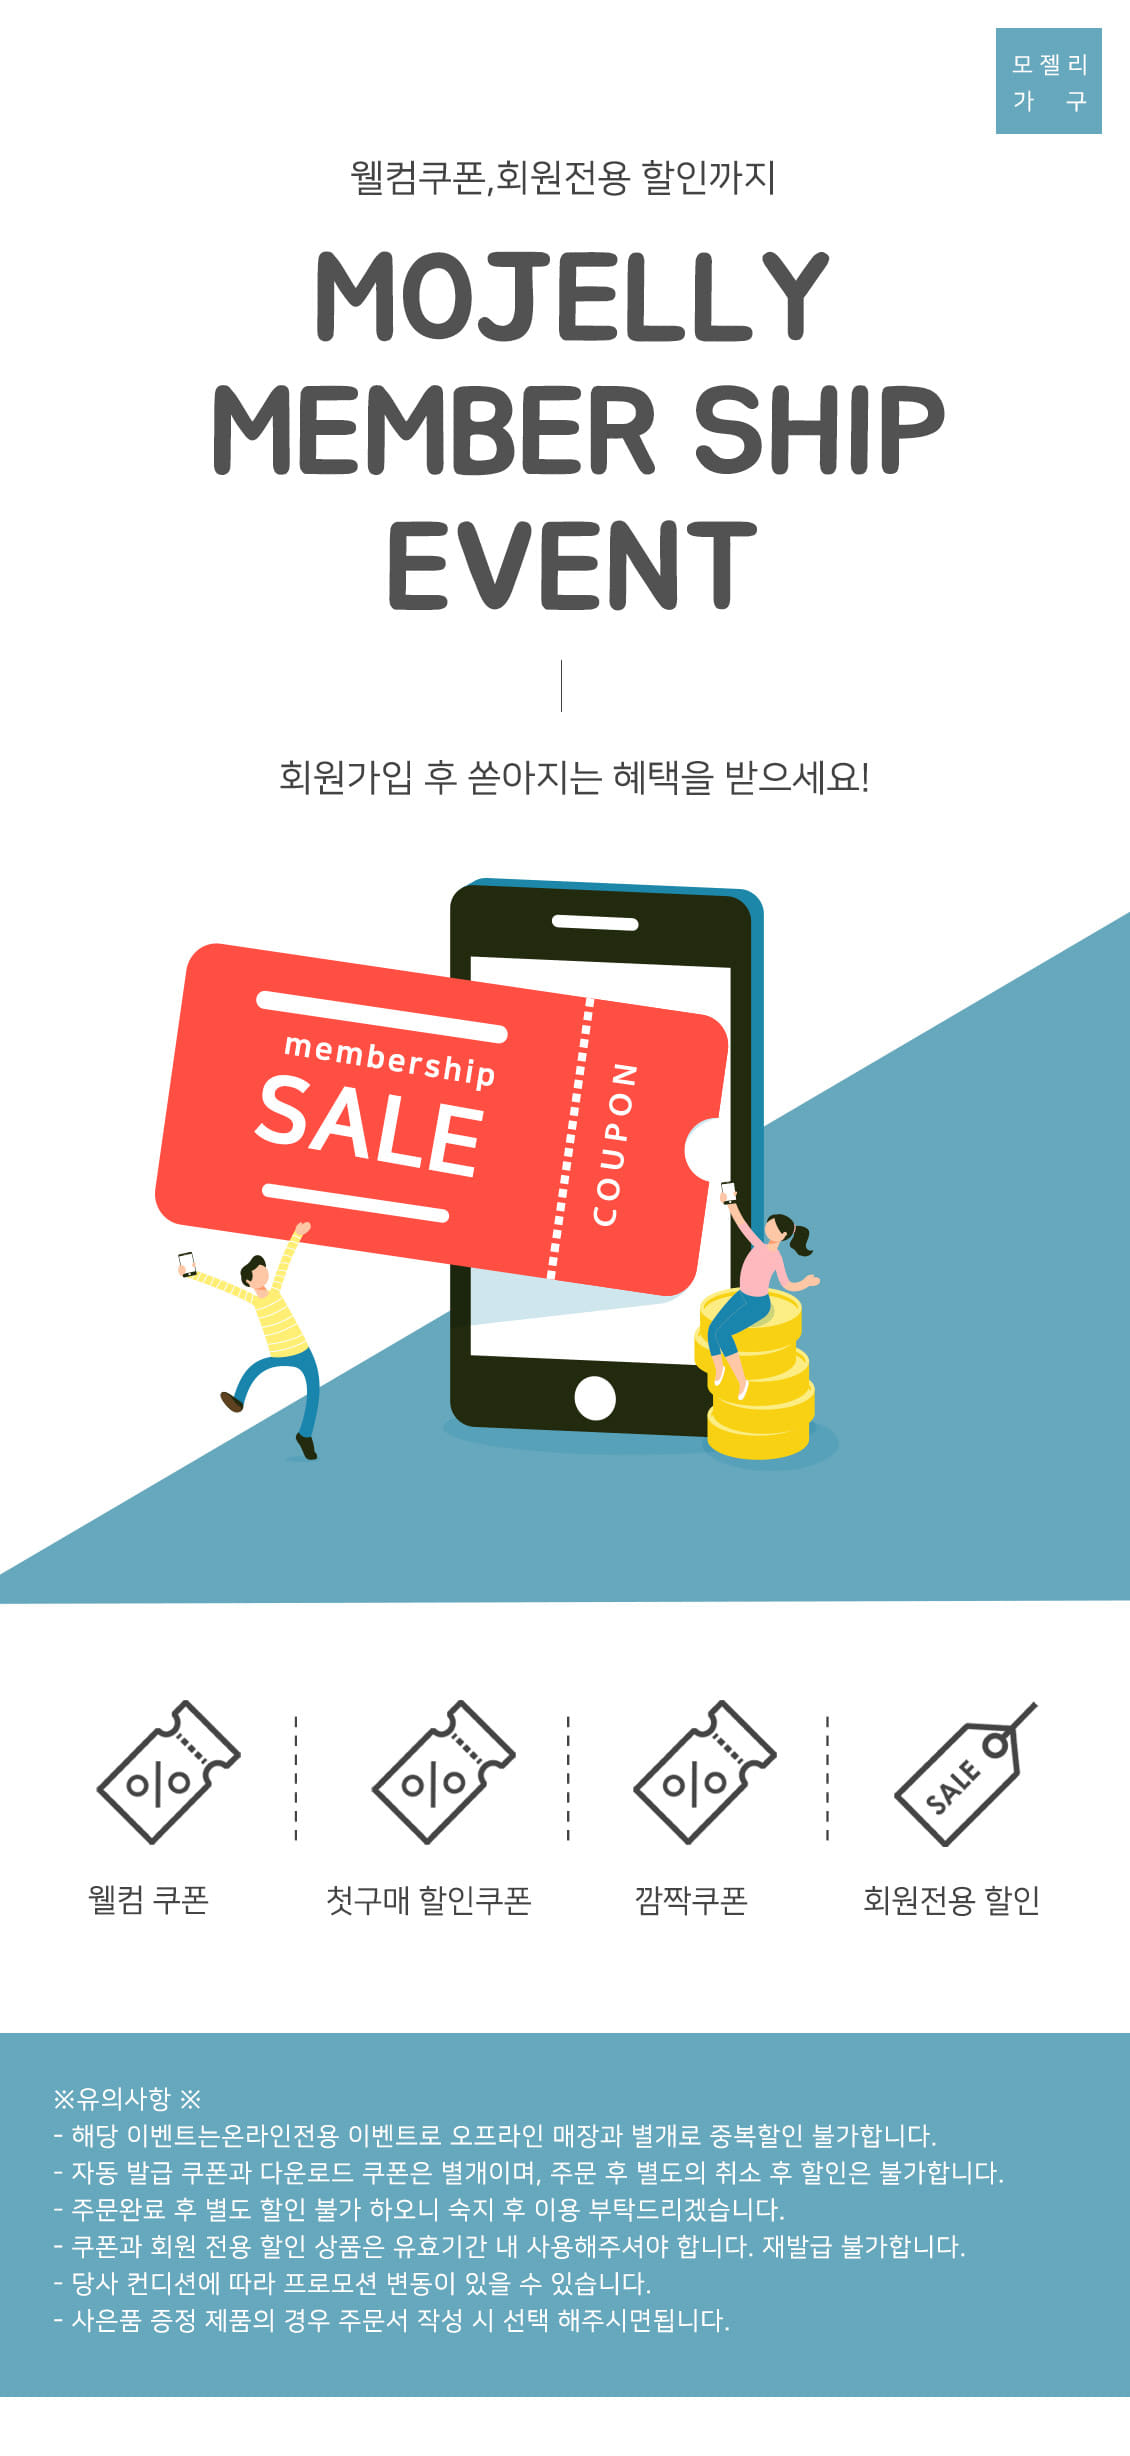 모젤리
가 구
웰컴쿠폰,회원전용 할인까지
MOJELLY
MEMBER SHIP
EVENT
회원가입 후 쏟아지는 혜택을 받으세요!
membership
SALE
COUPON
SALE
웰컴 쿠폰
첫구매 할인쿠폰
깜짝쿠폰
회원전용 할인
※유의사항 ※
- 해당 이벤트는온라인전용 이벤트로 오프라인 매장과 별개로 중복할인 불가합니다.
- 자동 발급 쿠폰과 다운로드 쿠폰은 별개이며, 주문 후 별도의 취소 후 할인은 불가합니다.
- 주문완료 후 별도 할인 불가 하오니 숙지 후 이용 부탁드리겠습니다.
- 쿠폰과 회원 전용 할인 상품은 유효기간 내 사용해주셔야 합니다. 재발급 불가합니다.
- 당사 컨디션에 따라 프로모션 변동이 있을 수 있습니다.
- 사은품 증정 제품의 경우 주문서 작성 시 선택 해주시면됩니다.